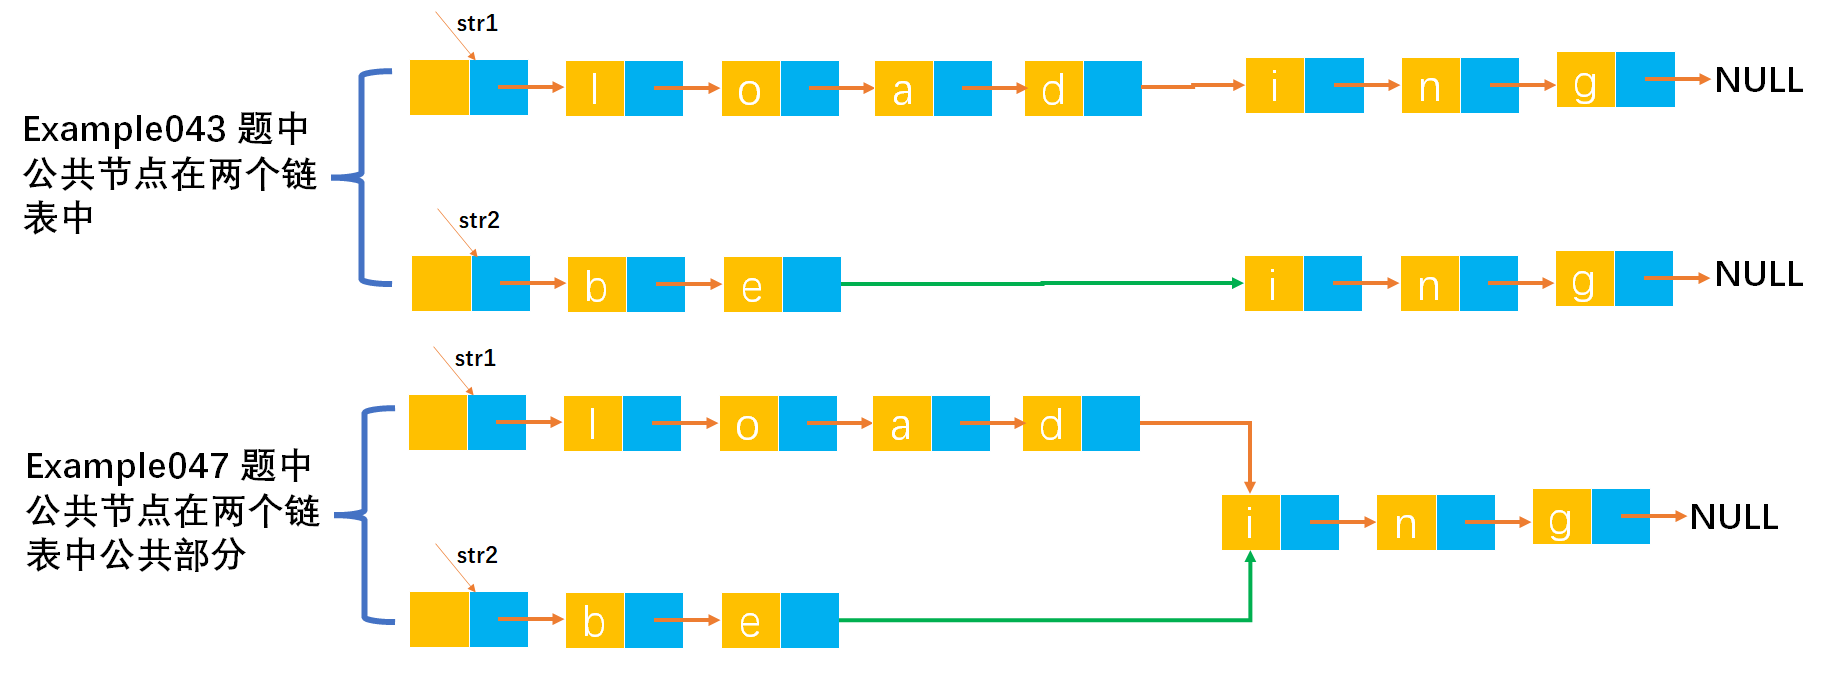 str1
l o a d i n g NULL
Example043 题中
公共节点在两个链
表中
str2
b e i n g NULL
str1
l o a d
Example047 题中
公共节点在两个链
表中公共部分
i n g NULL
str2
b e